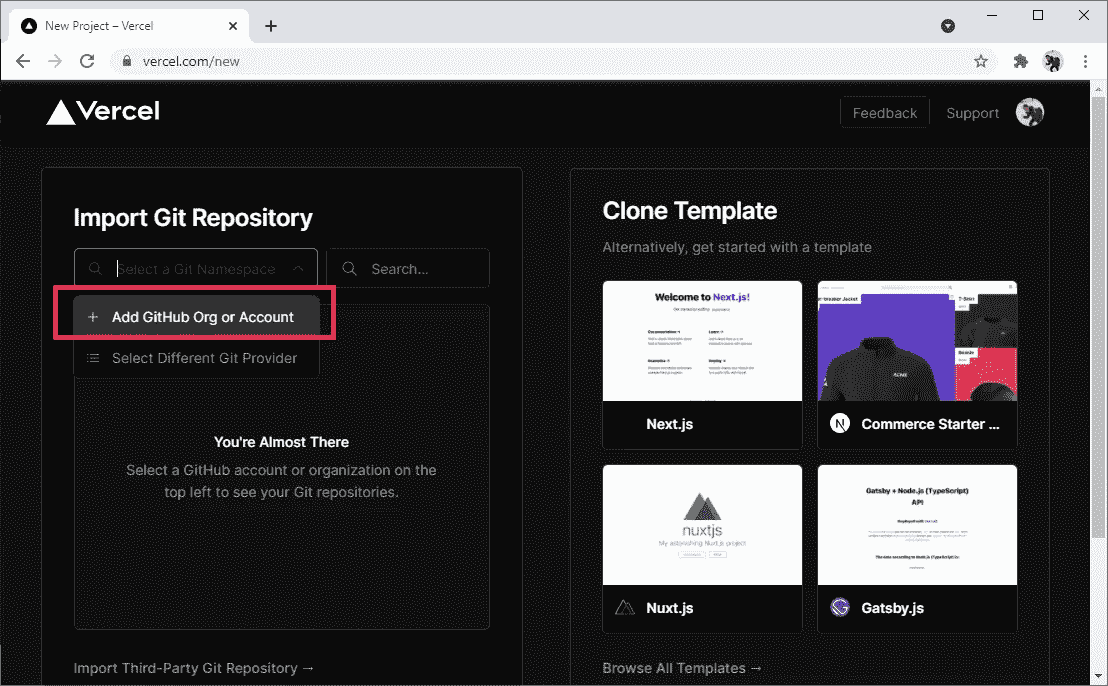 New Project – Vercel
vercel.com/new
Vercel
Feedback
Support
Import Git Repository
Select a Git Namespace
Search...
Add GitHub Org or Account
Select Different Git Provider
You're Almost There
Select a GitHub account or organization on the
top left to see your Git repositories.
Import Third-Party Git Repository →
Clone Template
Alternatively, get started with a template
Welcome to Next.js!
Next.js
T-Shirt
ACME
N
Commerce Starter ...
nuxtjs
My astonishing Nuxt.js project
Nuxt.js
Gatsby + Node.js (TypeScript)
API
Gatsby.js
Browse All Templates →